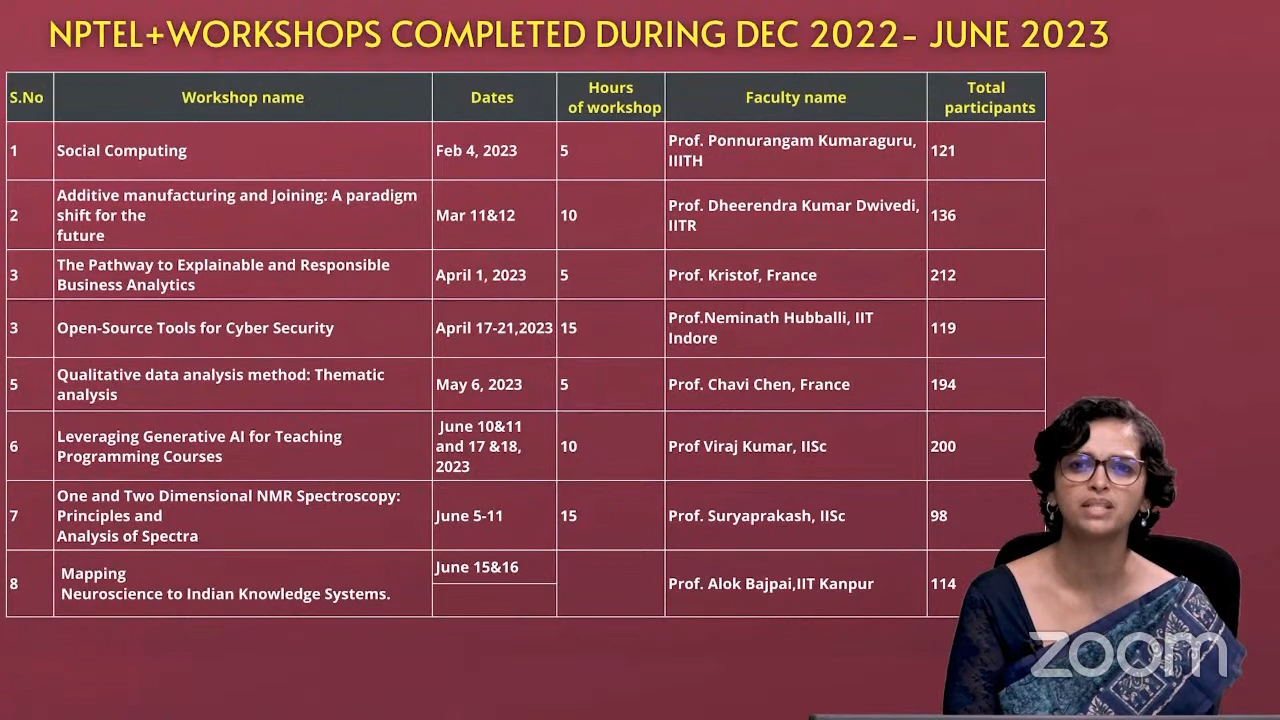 NPTEL+WORKSHOPS COMPLETED DURING DEC 2022- JUNE 2023
S.No Workshop name Dates Hours of workshop Faculty name Total participants
1 Social Computing Feb 4, 2023 5 Prof. Ponnurangam Kumaraguru, IIITH 121
2 Additive manufacturing and Joining: A paradigm shift for the future Mar 11&12 10 Prof. Dheerendra Kumar Dwivedi, IITR 136
3 The Pathway to Explainable and Responsible Business Analytics April 1, 2023 5 Prof. Kristof, France 212
3 Open-Source Tools for Cyber Security April 17-21,2023 15 Prof.Neminath Hubballi, IIT Indore 119
5 Qualitative data analysis method: Thematic analysis May 6, 2023 5 Prof. Chavi Chen, France 194
6 Leveraging Generative AI for Teaching Programming Courses June 10&11 and 17 &18, 2023 10 Prof Viraj Kumar, IISc 200
7 One and Two Dimensional NMR Spectroscopy: Principles and Analysis of Spectra June 5-11 15 Prof. Suryaprakash, IISc 98
8 Mapping Neuroscience to Indian Knowledge Systems. June 15&16 Prof. Alok Bajpai,IIT Kanpur 114
zoom